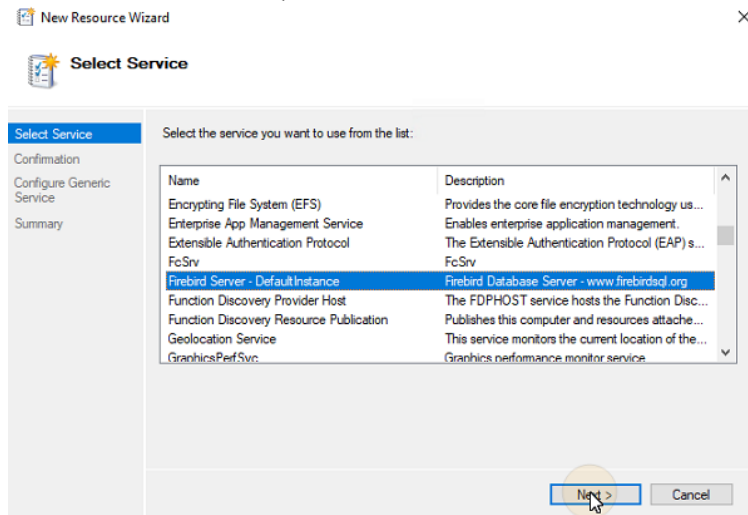 New Resource Wizard
Select Service
Select Service
Confirmation
Configure Generic
Service
Summary
Select the service you want to use from the list:
Name Description
Encrypting File System (EFS) Provides the core file encryption technology us...
Enterprise App Management Service Enables enterprise application management.
Extensible Authentication Protocol The Extensible Authentication Protocol (EAP) s...
FcSrv FcSrv
Firebird Server - DefaultInstance Firebird Database Server - www.firebirdsql.org
Function Discovery Provider Host The FDPHOST service hosts the Function Disc...
Function Discovery Resource Publication Publishes this computer and resources attache...
Geolocation Service This service monitors the current location of the...
GraphicsPerfSvc Graphics performance monitor service
Next > Cancel